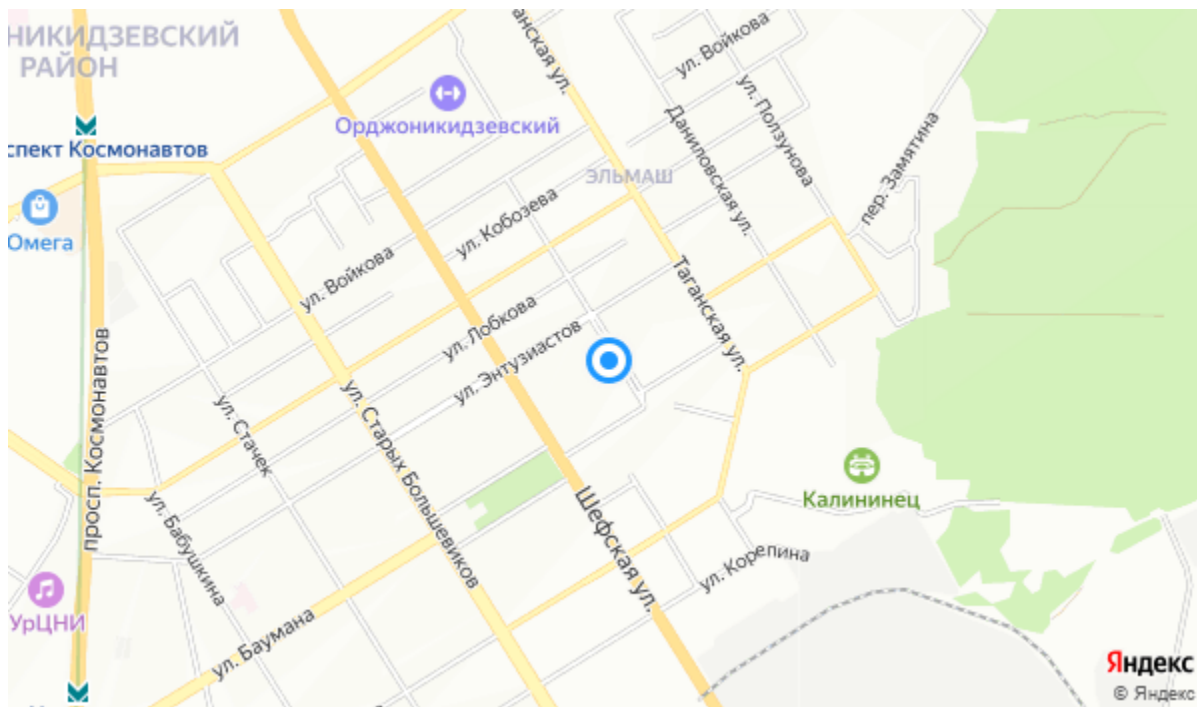 НИКИДЗЕВСКИЙ
РАЙОН
анская ул.
ул. Войкова
Орджоникидзевский
ул. Ползунова
Даниловская ул.
пер. Замятина
спект Космонавтов
ЭЛЬМАШ
Омега
ул. Кобозева
ул. Войкова
Таганская ул.
ул. Лобкова
ул. Энтузиастов
просп. Космонавтов
ул. Стачек
ул. Старых Большевиков
Калининец
ул. Бабушкина
Шефская ул.
ул. Корепина
УрЦНИ
ул. Баумана
Яндекс
© Яндекс